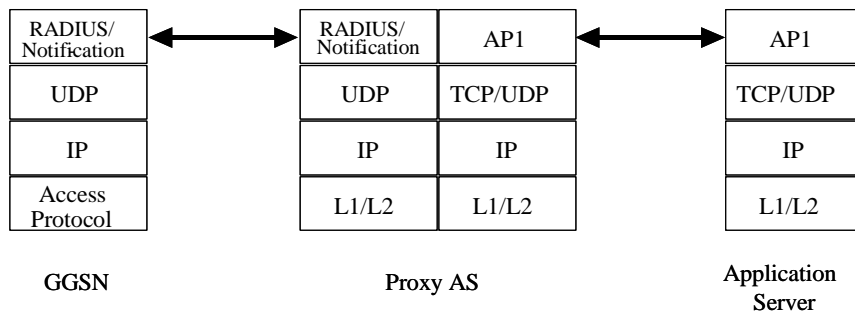 RADIUS/
Notification
UDP
IP
Access
Protocol
GGSN
RADIUS/
Notification
AP1
UDP
TCP/UDP
IP
IP
L1/L2
L1/L2
Proxy AS
AP1
TCP/UDP
IP
L1/L2
Application
Server